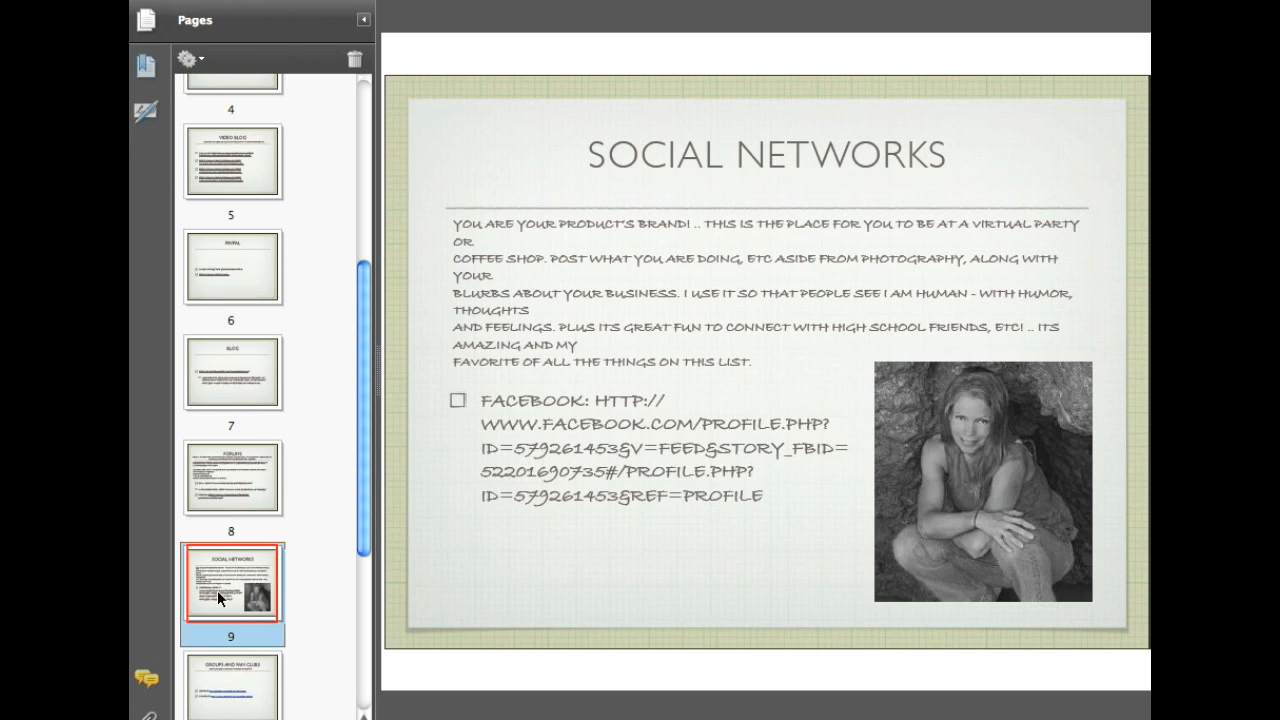 Pages
4
VIDEO BLOG
5
PAYPAL
6
BLOG
7
FORUMS
8
SOCIAL NETWORKS
9
GROUPS AND FAN CLUBS
SOCIAL NETWORKS
YOU ARE YOUR PRODUCT'S BRAND! .. THIS IS THE PLACE FOR YOU TO BE AT A VIRTUAL PARTY
OR
COFFEE SHOP. POST WHAT YOU ARE DOING, ETC ASIDE FROM PHOTOGRAPHY, ALONG WITH
YOUR
BLURBS ABOUT YOUR BUSINESS. I USE IT SO THAT PEOPLE SEE I AM HUMAN - WITH HUMOR,
THOUGHTS
AND FEELINGS. PLUS ITS GREAT FUN TO CONNECT WITH HIGH SCHOOL FRIENDS, ETC! .. ITS
AMAZING AND MY
FAVORITE OF ALL THE THINGS ON THIS LIST.
FACEBOOK: HTTP://
WWW.FACEBOOK.COM/PROFILE.PHP?
ID=579261453&V=FEED&STORY_FBID=
52201690735#/PROFILE.PHP?
ID=579261453&REF=PROFILE